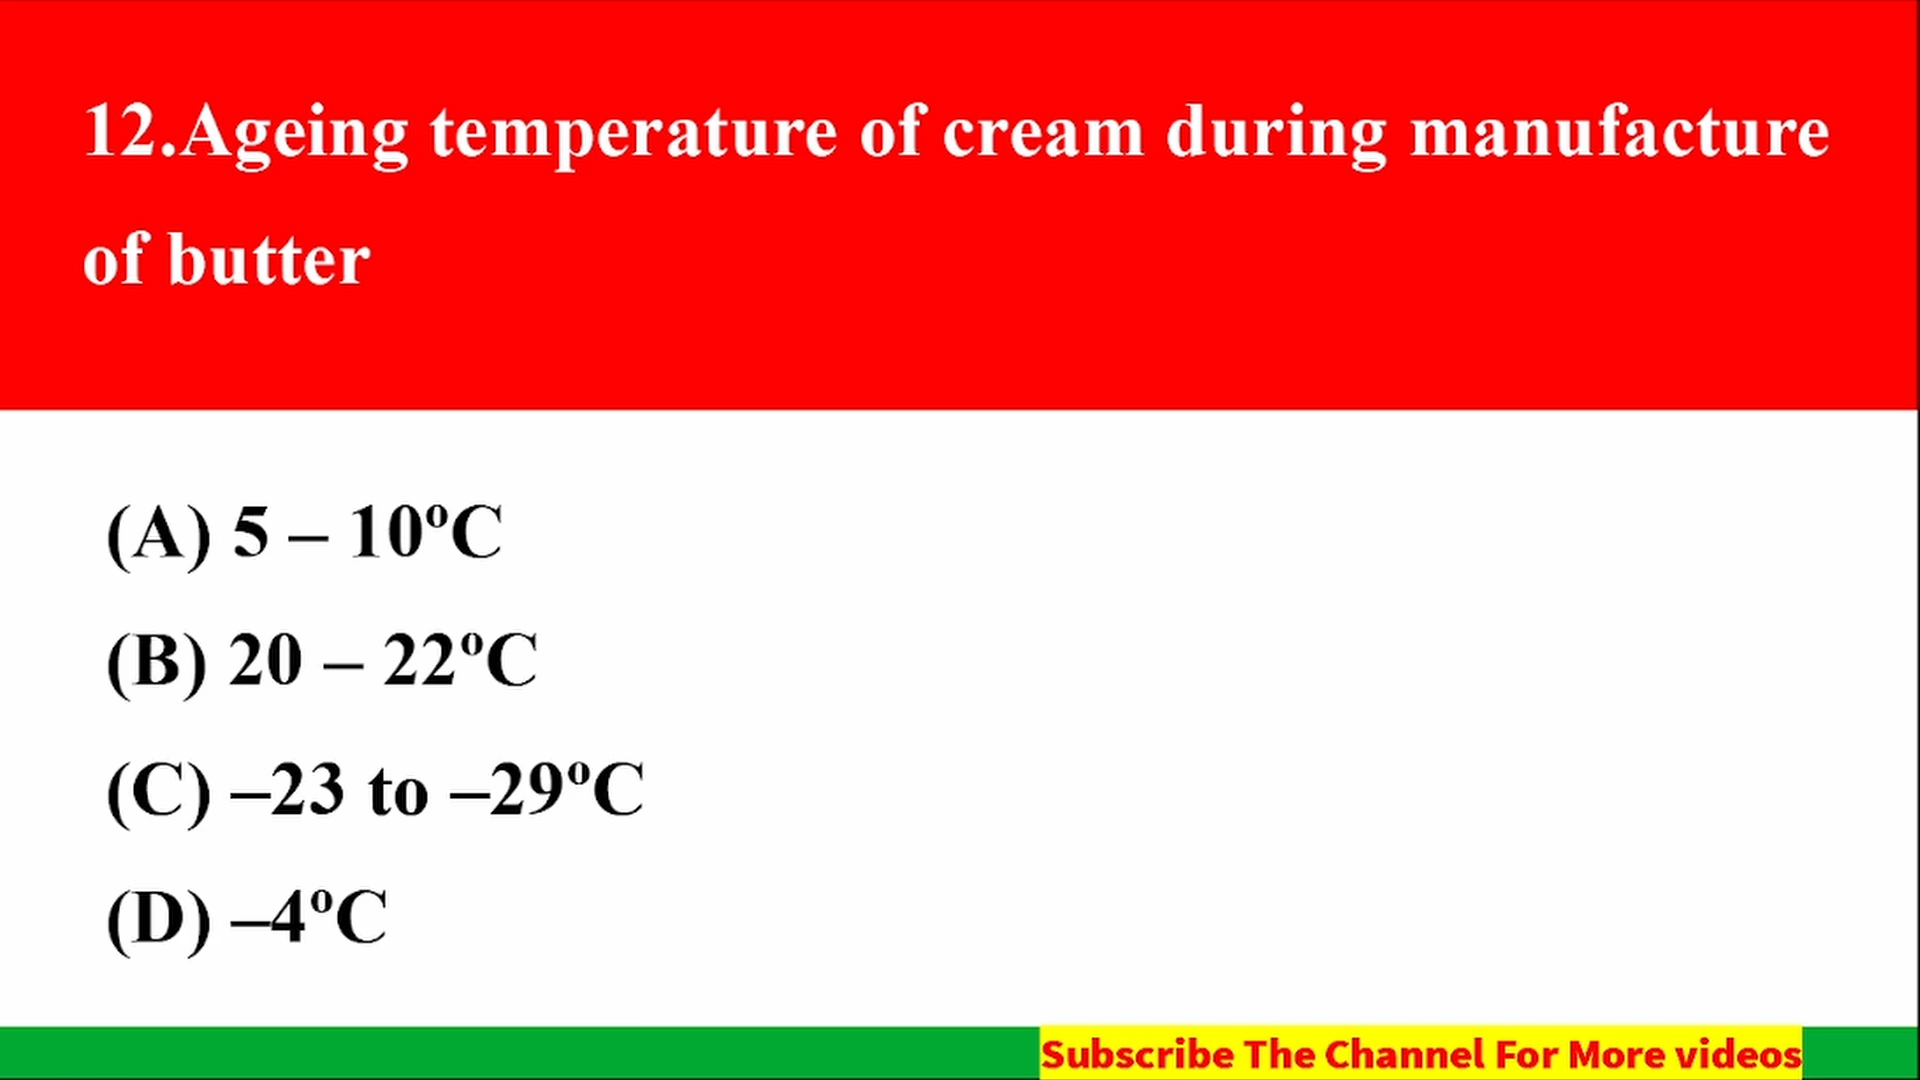 12.Ageing temperature of cream during manufacture
of butter
(A) 5 – 10ºC
(B) 20 – 22ºC
(C) –23 to –29ºC
(D) –4ºC
Subscribe The Channel For More videos